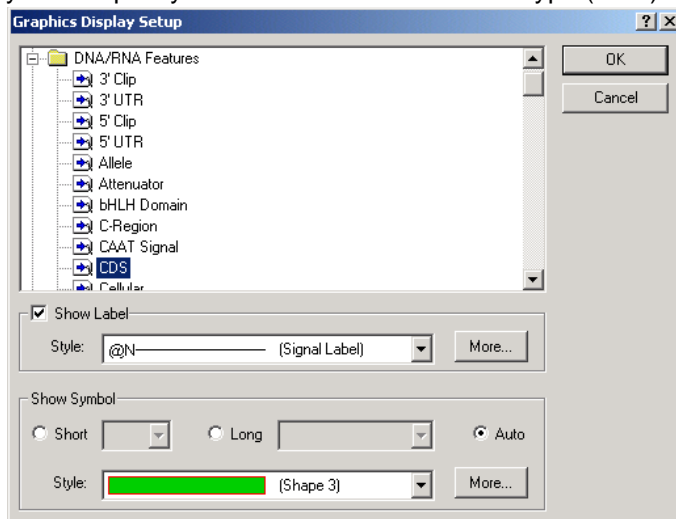 Graphics Display Setup
DNA/RNA Features
3' Clip
3' UTR
5' Clip
5' UTR
Allele
Attenuator
bHLH Domain
C-Region
CAAT Signal
CDS
Cellular
OK
Cancel
Show Label
Style: @N (Signal Label) More...
Show Symbol
Short Long Auto
Style: (Shape 3) More...